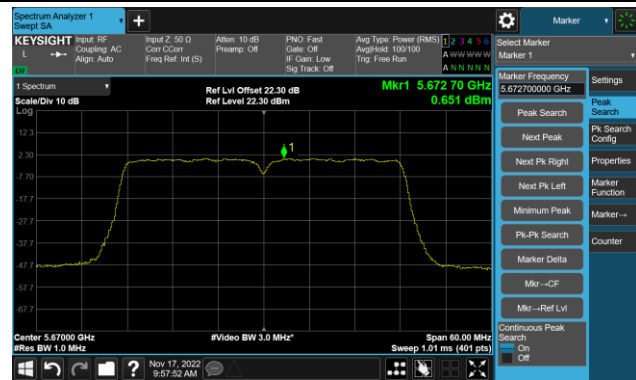 Spectrum Analyzer 1
Swept SA
Marker
KEYSIGHT
L
LW
Input: RF
Coupling: AC
Align: Auto
Input Z: 50 Ω
Corr CCorr
Freq Ref: Int (S)
Atten: 10 dB
Preamp: Off
PNO: Fast
Gate: Off
IF Gain: Low
Sig Track: Off
Avg Type: Power (RMS)
Avg|Hold: 100/100
Trig: Free Run
1 2 3 4 5 6
A W W W W W
A N N N N N
Select Marker
Marker 1
1 Spectrum
Scale/Div 10 dB
Log
Ref Lvl Offset 22.30 dB
Ref Level 22.30 dBm
Mkr1 5.672 70 GHz
0.651 dBm
12.3
2.30
-7.70
-17.7
-27.7
-37.7
-47.7
-57.7
-67.7
1
Center 5.67000 GHz
#Res BW 1.0 MHz
#Video BW 3.0 MHz*
Span 60.00 MHz
Sweep 1.01 ms (401 pts)
Marker Frequency
5.672700000 GHz
Peak Search
Next Peak
Next Pk Right
Next Pk Left
Minimum Peak
Pk-Pk Search
Marker Delta
Mkr→CF
Mkr→Ref Lvl
Continuous Peak
Search
On
Off
Settings
Peak
Search
Pk Search
Config
Properties
Marker
Function
Marker→
Counter
?
Nov 17, 2022
9:57:52 AM